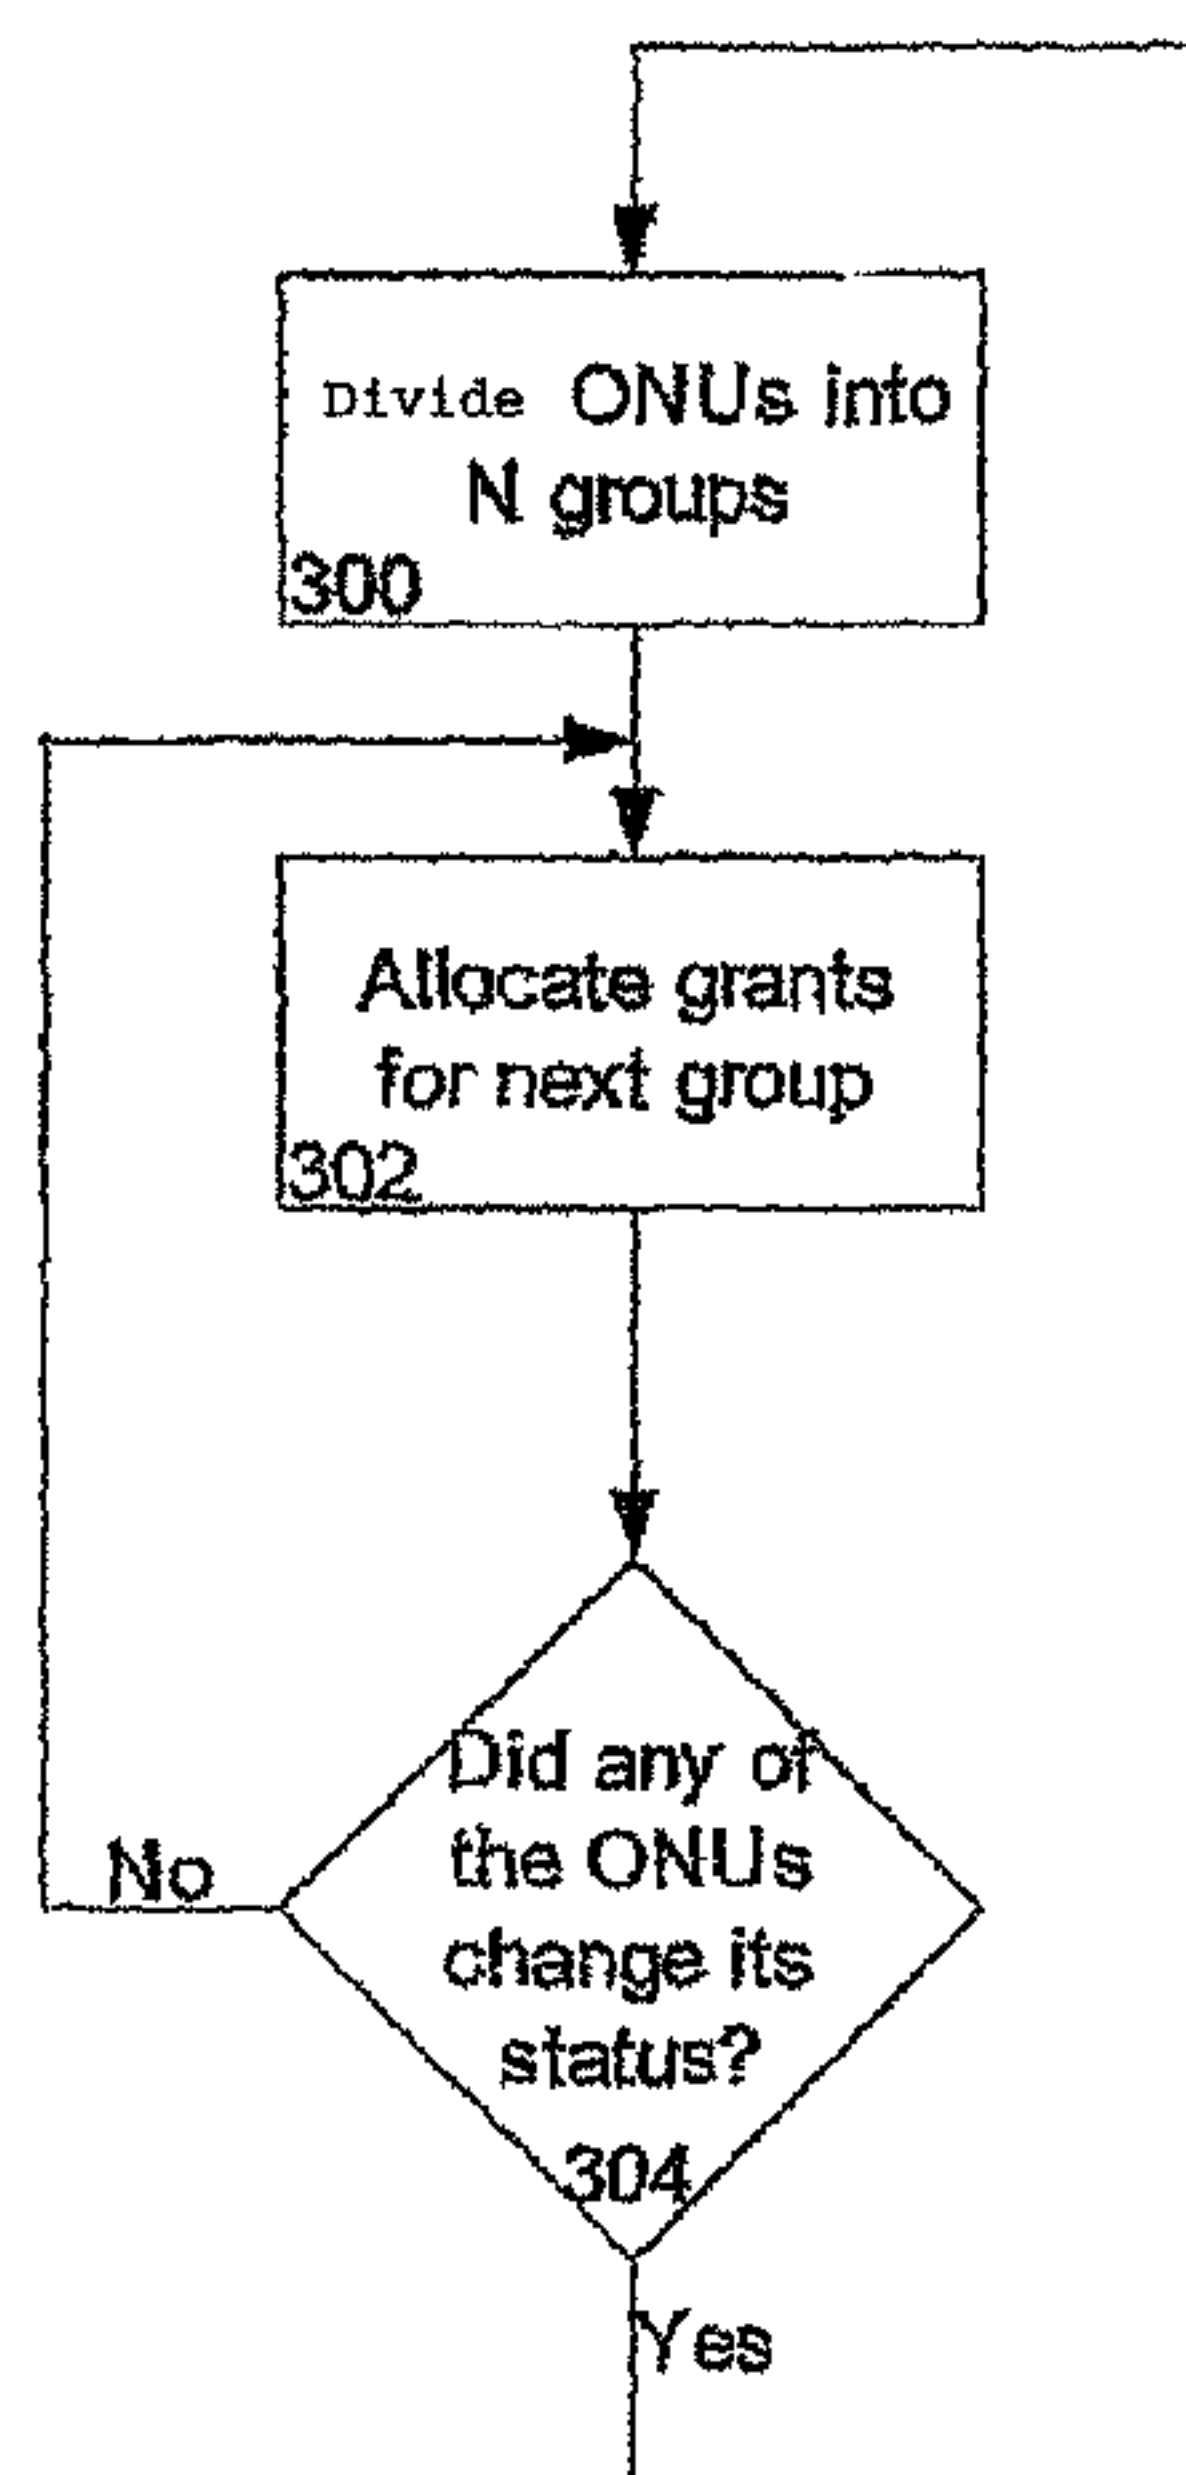 Divide ONUs into
N groups
300
Allocate grants
for next group
302
Did any of
the ONUs
change its
status?
304
No
Yes